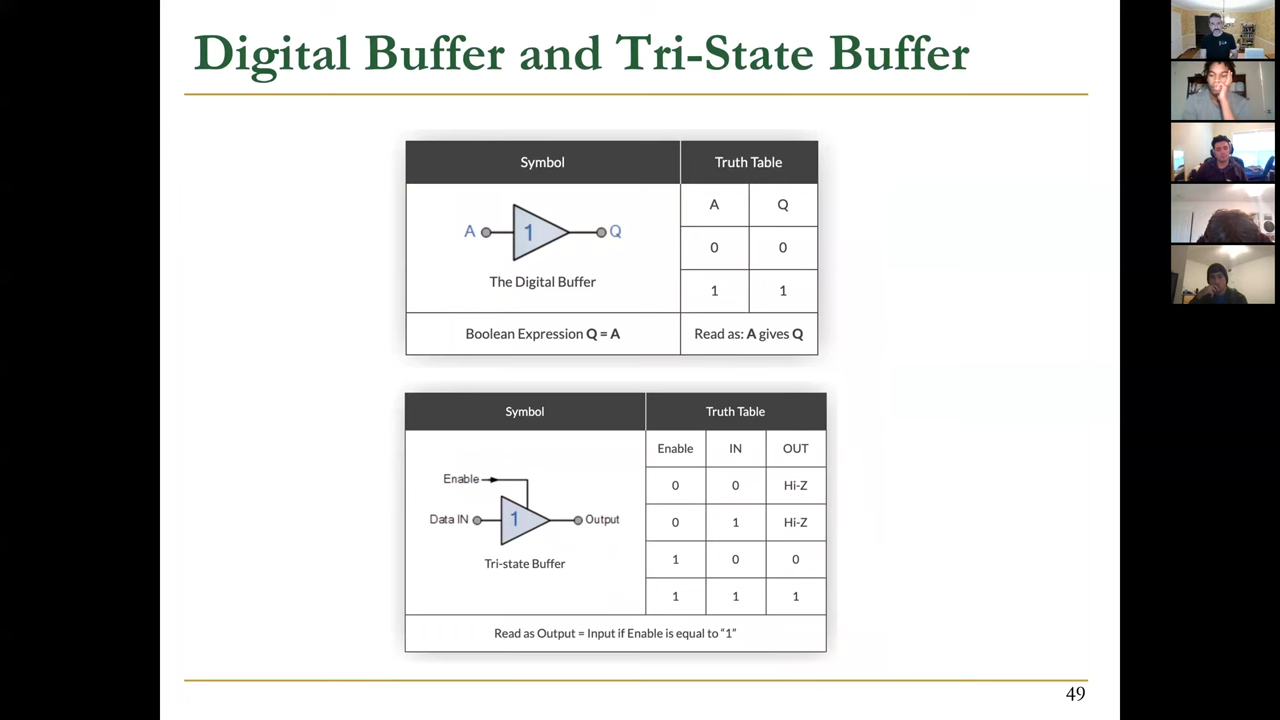 Digital Buffer and Tri-State Buffer
Symbol Truth Table
A Q
A 1 Q
0 0
The Digital Buffer
1 1
Boolean Expression Q = A Read as: A gives Q
Symbol Truth Table
Enable IN OUT
Enable
0 0 Hi-Z
Data IN 1 Output
0 1 Hi-Z
Tri-state Buffer
1 0 0
1 1 1
Read as Output = Input if Enable is equal to “1”
49